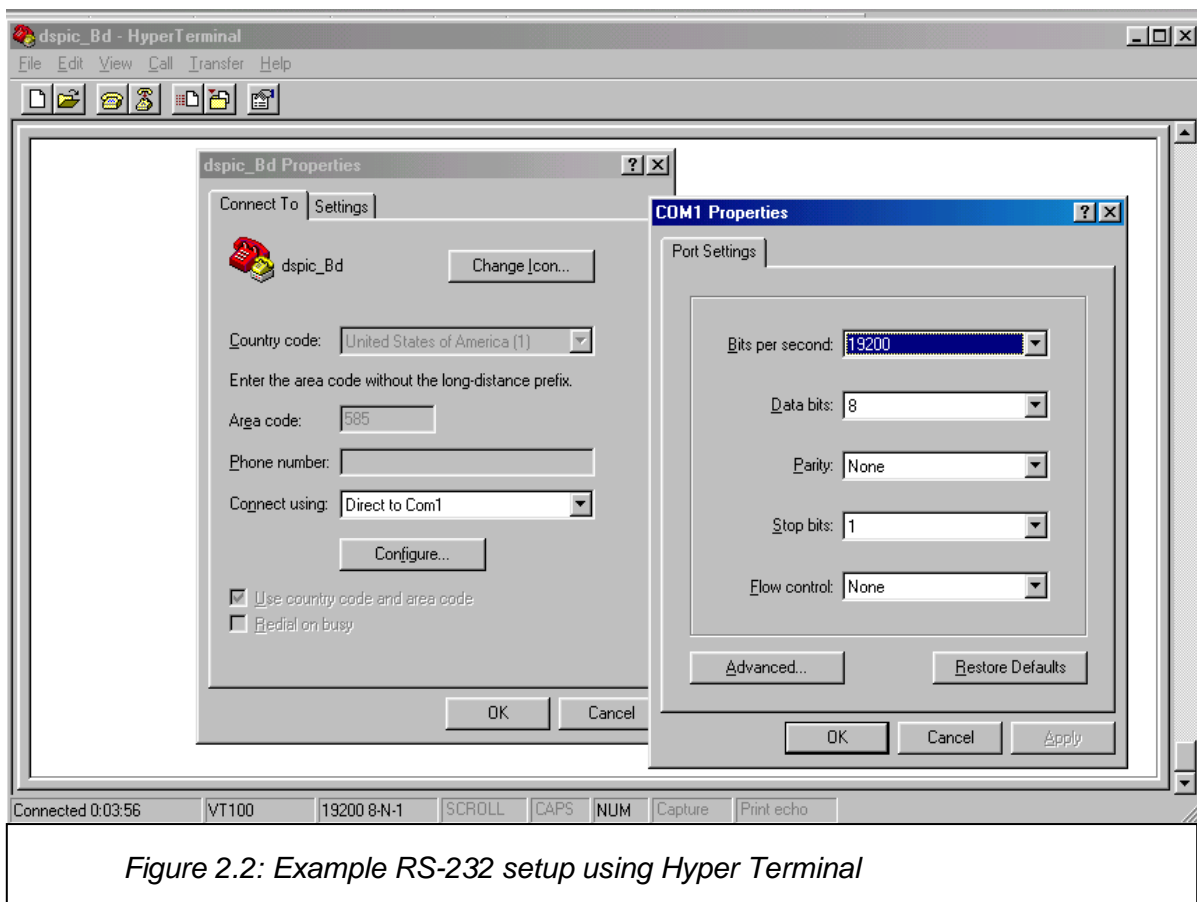 dspic_Bd - HyperTerminal
File Edit View Call Transfer Help
dspic_Bd Properties
Connect To Settings
dspic_Bd
Change Icon...
Country code: United States of America (1)
Enter the area code without the long-distance prefix.
Area code: 585
Phone number:
Connect using: Direct to Com1
Configure...
Use country code and area code
Redial on busy
OK Cancel
COM1 Properties
Port Settings
Bits per second: 19200
Data bits: 8
Parity: None
Stop bits: 1
Flow control: None
Advanced... Restore Defaults
OK Cancel Apply
Connected 0:03:56 VT100 19200 8-N-1 SCROLL CAPS NUM Capture Print echo
Figure 2.2: Example RS-232 setup using Hyper Terminal